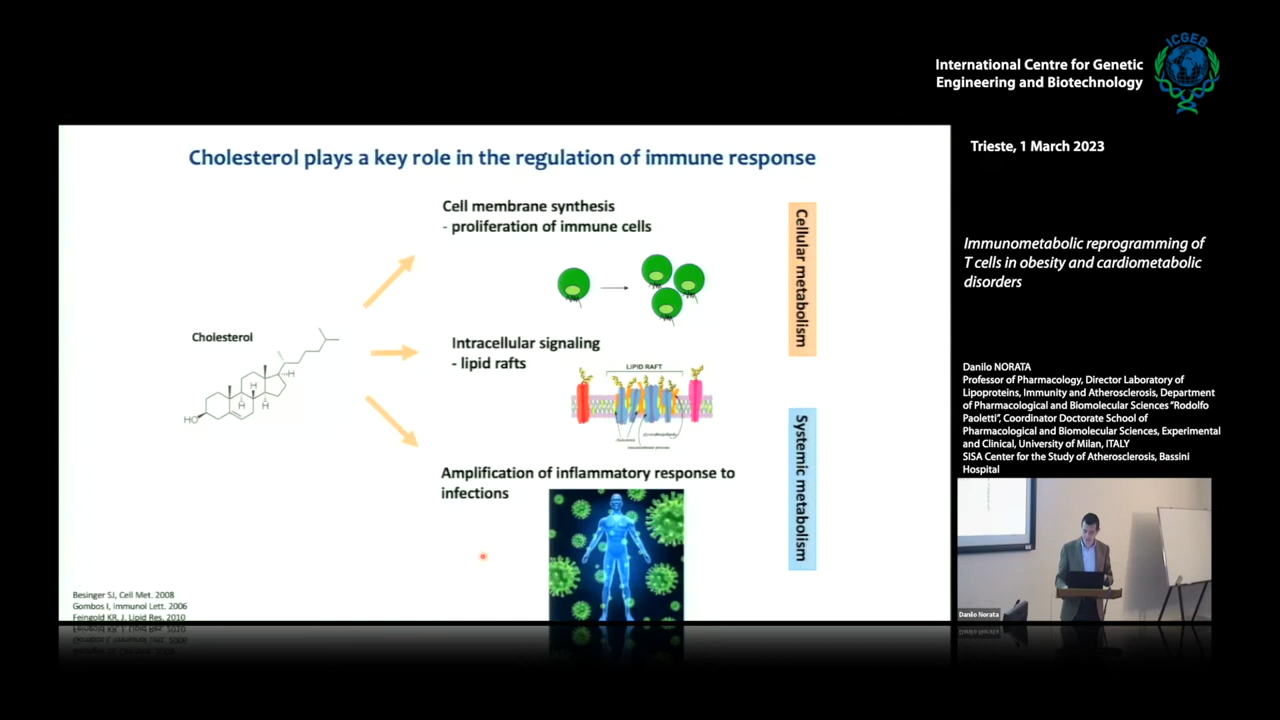 ICGEB
International Centre for Genetic
Engineering and Biotechnology
Trieste, 1 March 2023
Cholesterol plays a key role in the regulation of immune response
Cell membrane synthesis
- proliferation of immune cells
Cellular metabolism
Cholesterol
H
H
H
H
HO
Intracellular signaling
- lipid rafts
LIPID RAFT
Amplification of inflammatory response to
infections
Systemic metabolism
Besinger SJ, Cell Met. 2008
Gombos I, Immunol Lett. 2006
Feingold KR, J. Lipid Res. 2010
Immunometabolic reprogramming of
T cells in obesity and cardiometabolic
disorders
Danilo NORATA
Professor of Pharmacology, Director Laboratory of
Lipoproteins, Immunity and Atherosclerosis, Department
of Pharmacological and Biomolecular Sciences "Rodolfo
Paoletti", Coordinator Doctorate School of
Pharmacological and Biomolecular Sciences, Experimental
and Clinical, University of Milan, ITALY
SISA Center for the Study of Atherosclerosis, Bassini
Hospital
Danilo Norata